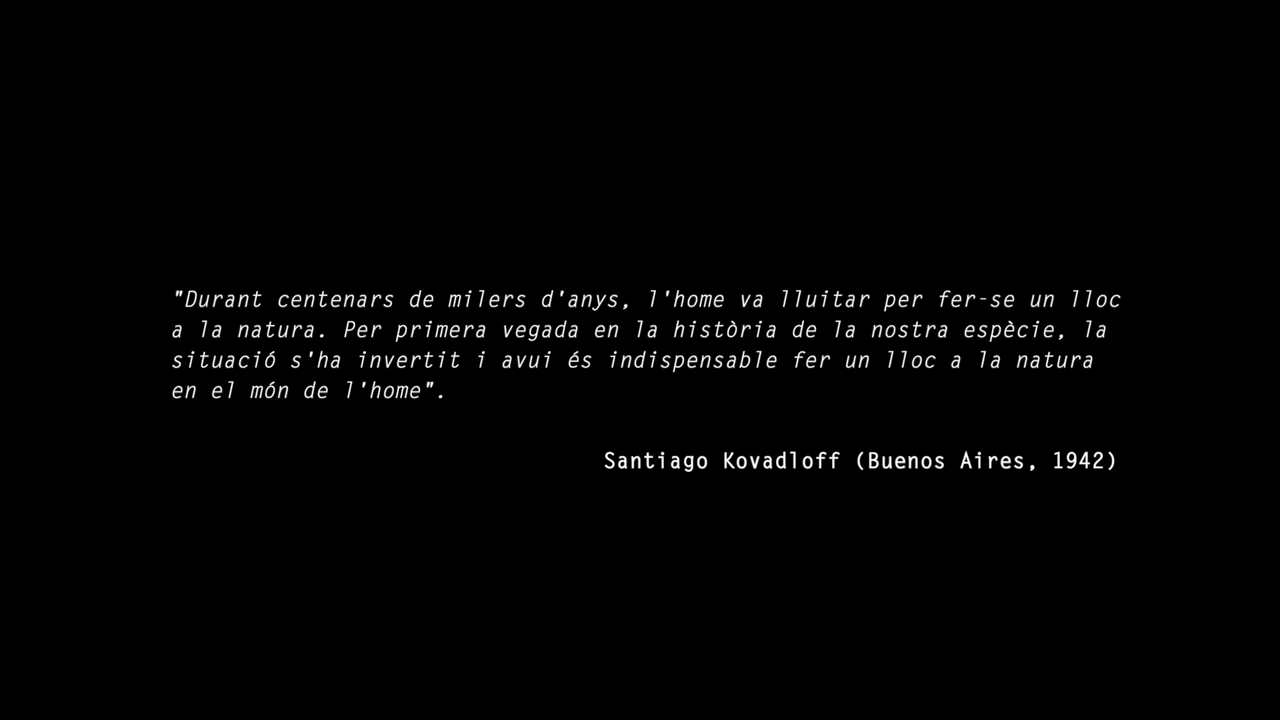 "Durant centenars de milers d'anys, l'home va lluitar per fer-se un lloc
a la natura. Per primera vegada en la història de la nostra espècie, la
situació s'ha invertit i avui és indispensable fer un lloc a la natura
en el món de l'home".
Santiago Kovadloff (Buenos Aires, 1942)